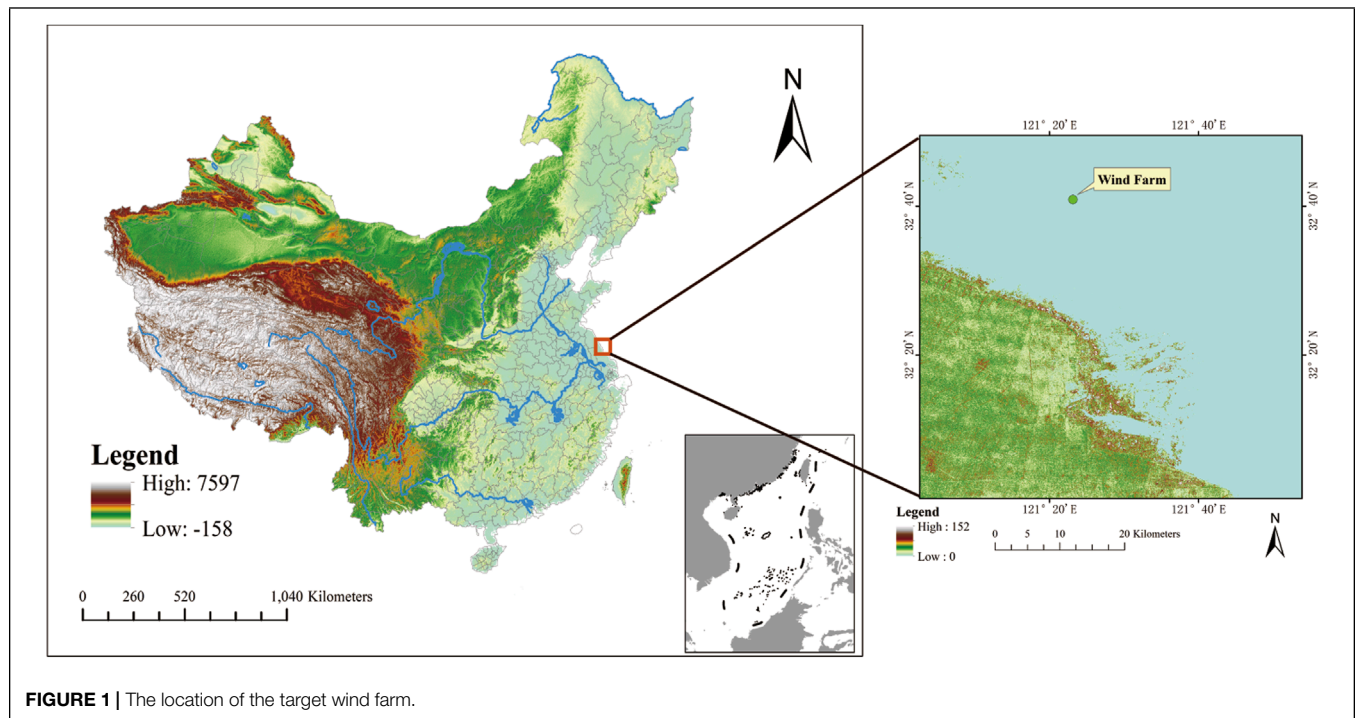 N
Legend
High: 7597
Low: -158
0 260 520 1,040 Kilometers
121° 20' E 121° 40' E
Wind Farm
32° 40' N 32° 40' N
32° 20' N 32° 20' N
121° 20' E 121° 40' E
Legend
High : 152
Low : 0
0 5 10 20 Kilometers
N
FIGURE 1 | The location of the target wind farm.